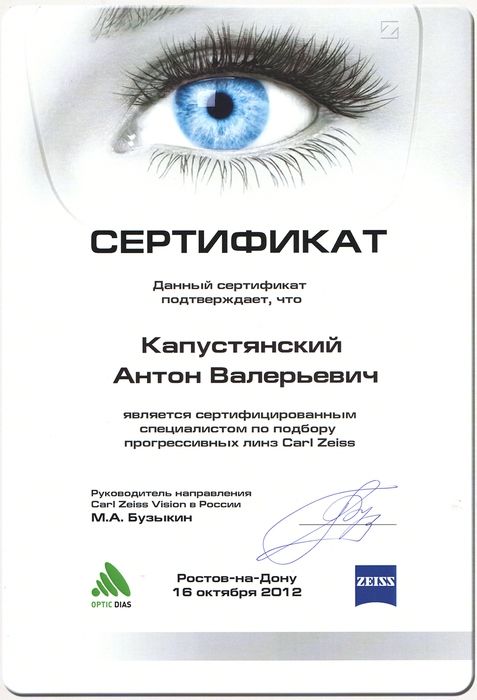 СЕРТИФИКАТ
Данный сертификат
подтверждает, что
Капустянский
Антон Валерьевич
является сертифицированным
специалистом по подбору
прогрессивных линз Carl Zeiss
Руководитель направления
Carl Zeiss Vision в России
М.А. Бузыкин
Ростов-на-Дону
16 октября 2012
OPTIC DIAS
ZEISS